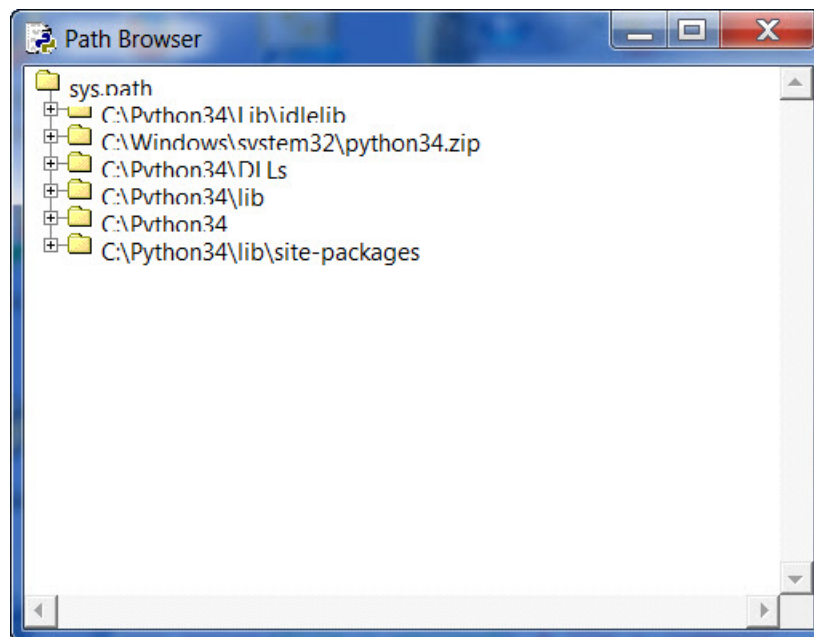 Path Browser
sys.path
C:\Python34\Lib\idlelib
C:\Windows\system32\python34.zip
C:\Python34\DLLs
C:\Python34\lib
C:\Python34
C:\Python34\lib\site-packages